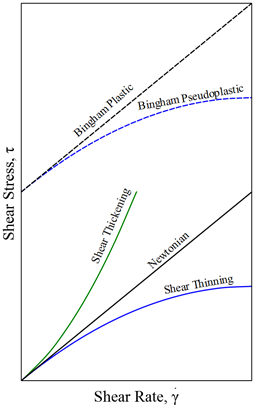 Shear Stress, τ
Bingham Plastic
Bingham Pseudoplastic
Shear Thickening
Newtonian
Shear Thinning
Shear Rate, γ̇